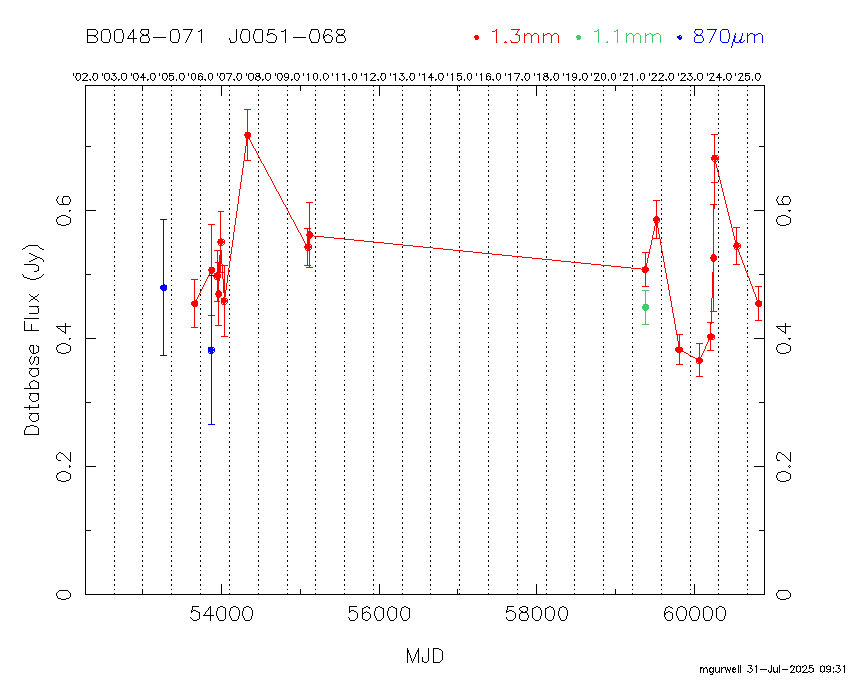 B0048-071 J0051-068 1.3mm 1.1mm 870µm
'02.0 '03.0 '04.0 '05.0 '06.0 '07.0 '08.0 '09.0 '10.0 '11.0 '12.0 '13.0 '14.0 '15.0 '16.0 '17.0 '18.0 '19.0 '20.0 '21.0 '22.0 '23.0 '24.0 '25.0
0.6 0.6
Database Flux (Jy)
0.4 0.4
0.2 0.2
0 0
54000 56000 58000 60000
MJD
mgurwell 31-Jul-2025 09:31